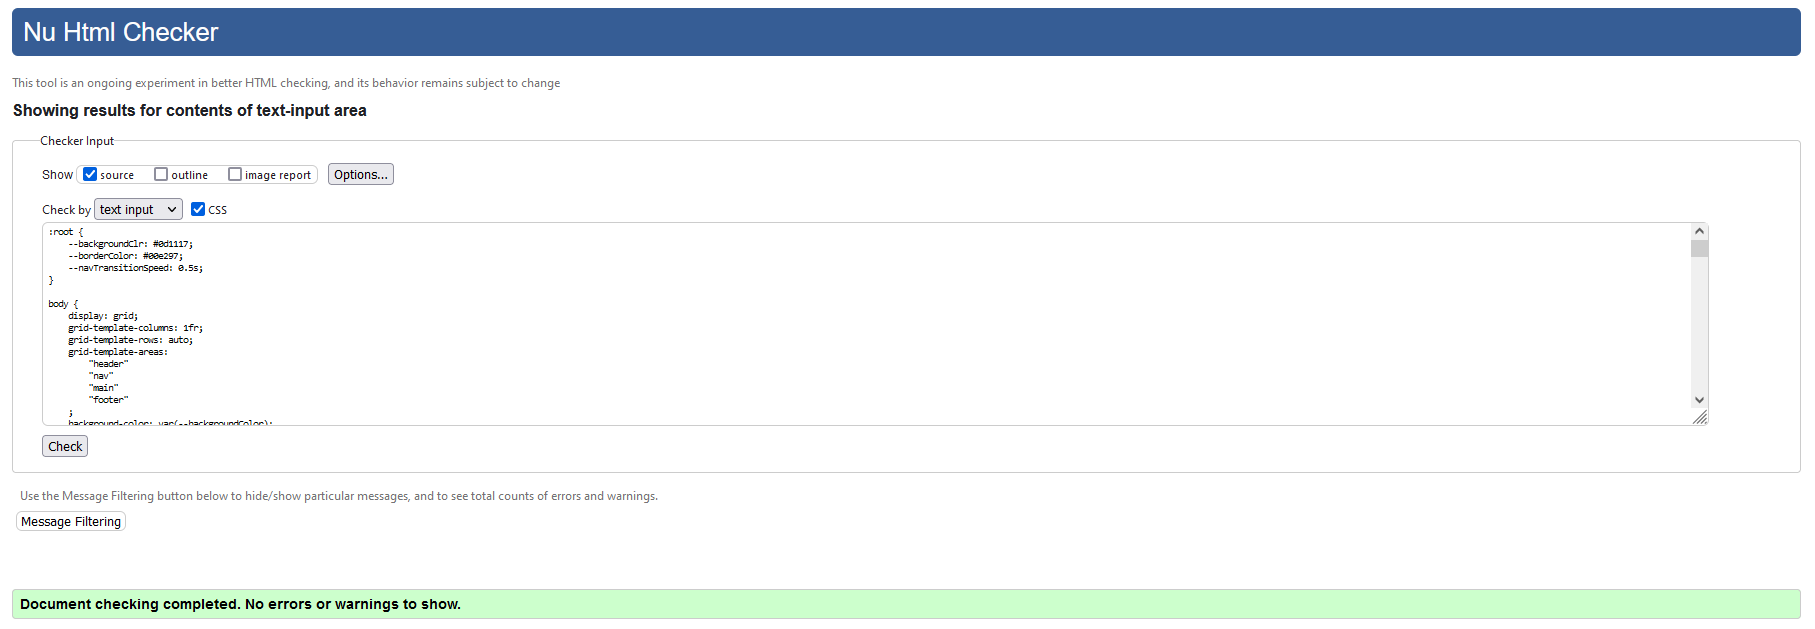 Nu Html Checker
This tool is an ongoing experiment in better HTML checking, and its behavior remains subject to change
Showing results for contents of text-input area
Checker Input
Show source outline image report Options...
Check by text input CSS
:root {
--backgroundClr: #0d1117;
--borderColor: #00e297;
--navTransitionSpeed: 0.5s;
}
body {
display: grid;
grid-template-columns: 1fr;
grid-template-rows: auto;
grid-template-areas:
"header"
"nav"
"main"
"footer"
;
background-color: var(--backgroundColor);
Check
Use the Message Filtering button below to hide/show particular messages, and to see total counts of errors and warnings.
Message Filtering
Document checking completed. No errors or warnings to show.